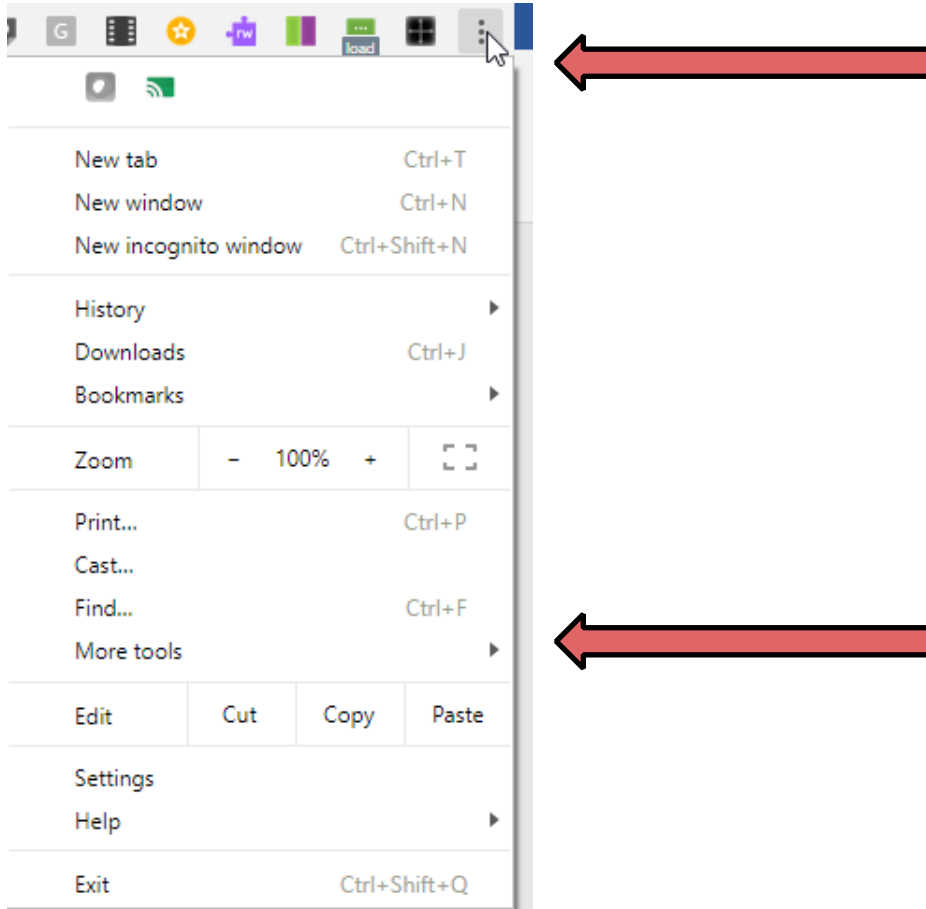 G rw ... load
New tab Ctrl+T
New window Ctrl+N
New incognito window Ctrl+Shift+N
History
Downloads Ctrl+J
Bookmarks
Zoom - 100% +
Print... Ctrl+P
Cast...
Find... Ctrl+F
More tools
Edit Cut Copy Paste
Settings
Help
Exit Ctrl+Shift+Q